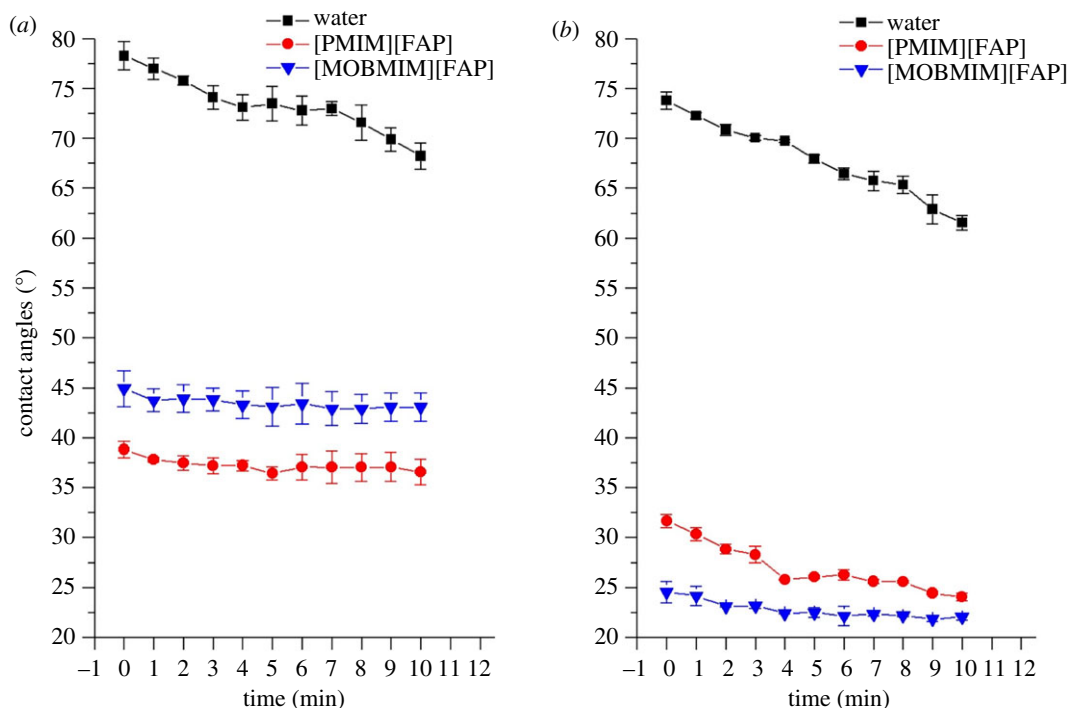 (a)
water
[PMIM][FAP]
[MOBMIM][FAP]
80
75
70
65
60
55
50
45
40
35
30
25
20
contact angles (°)
–1 0 1 2 3 4 5 6 7 8 9 10 11 12
time (min)
(b)
water
[PMIM][FAP]
[MOBMIM][FAP]
80
75
70
65
60
55
50
45
40
35
30
25
20
–1 0 1 2 3 4 5 6 7 8 9 10 11 12
time (min)